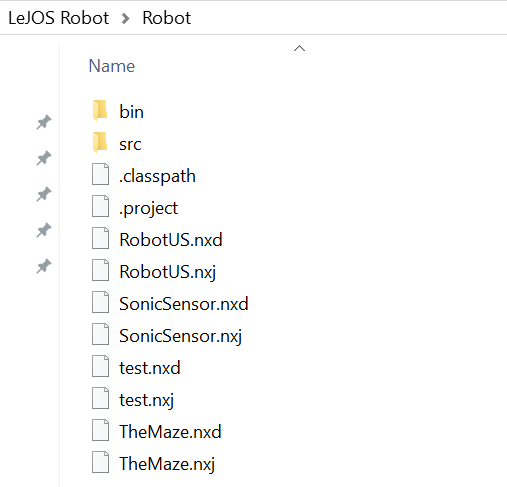 LeJOS Robot > Robot
Name
bin
src
.classpath
.project
RobotUS.nxd
RobotUS.nxj
SonicSensor.nxd
SonicSensor.nxj
test.nxd
test.nxj
TheMaze.nxd
TheMaze.nxj